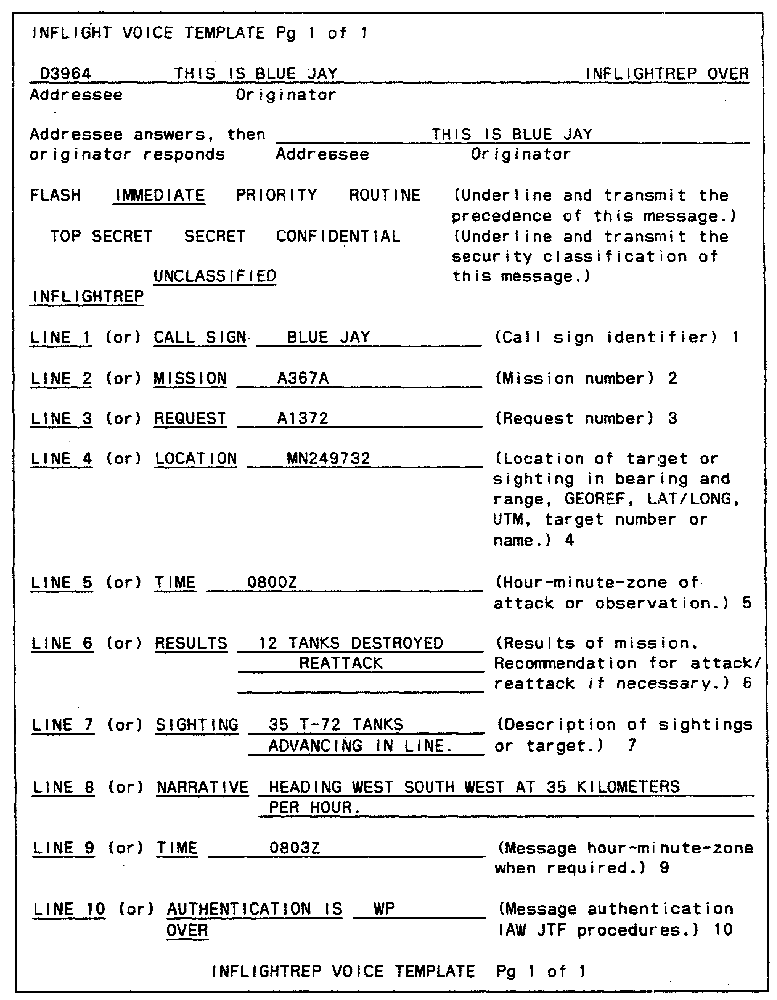 INFLIGHT VOICE TEMPLATE Pg 1 of 1
D3964 THIS IS BLUE JAY INFLIGHTREP OVER
Addressee Originator
Addressee answers, then THIS IS BLUE JAY
originator responds Addressee Originator
FLASH IMMEDIATE PRIORITY ROUTINE (Underline and transmit the
precedence of this message.)
TOP SECRET SECRET CONFIDENTIAL (Underline and transmit the
security classification of
UNCLASSIFIED this message.)
INFLIGHTREP
LINE 1 (or) CALL SIGN BLUE JAY (Call sign identifier) 1
LINE 2 (or) MISSION A367A (Mission number) 2
LINE 3 (or) REQUEST A1372 (Request number) 3
LINE 4 (or) LOCATION MN249732 (Location of target or
sighting in bearing and
range, GEOREF, LAT/LONG,
UTM, target number or
name.) 4
LINE 5 (or) TIME 0800Z (Hour-minute-zone of
attack or observation.) 5
LINE 6 (or) RESULTS 12 TANKS DESTROYED (Results of mission.
REATTACK Recommendation for attack/
reattack if necessary.) 6
LINE 7 (or) SIGHTING 35 T-72 TANKS (Description of sightings
ADVANCING IN LINE. or target.) 7
LINE 8 (or) NARRATIVE HEADING WEST SOUTH WEST AT 35 KILOMETERS
PER HOUR.
LINE 9 (or) TIME 0803Z (Message hour-minute-zone
when required.) 9
LINE 10 (or) AUTHENTICATION IS WP (Message authentication
OVER IAW JTF procedures.) 10
INFLIGHTREP VOICE TEMPLATE Pg 1 of 1